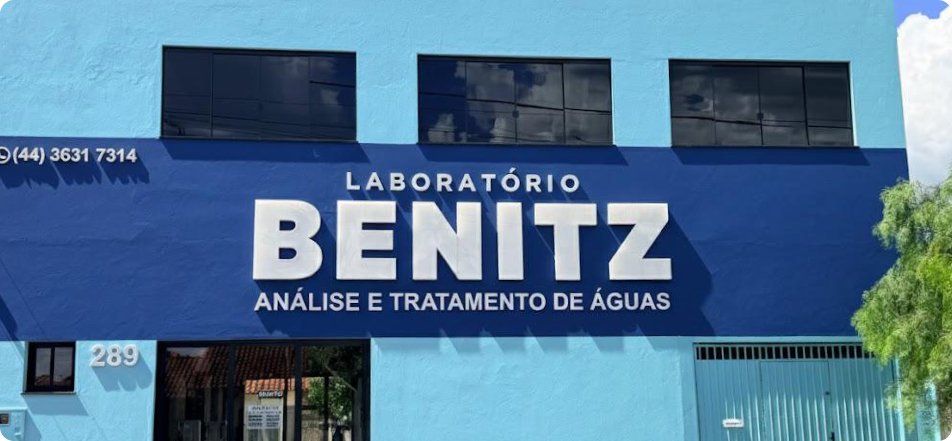 (44) 3631 7314
LABORATÓRIO
BENITZ
ANÁLISE E TRATAMENTO DE ÁGUAS
289